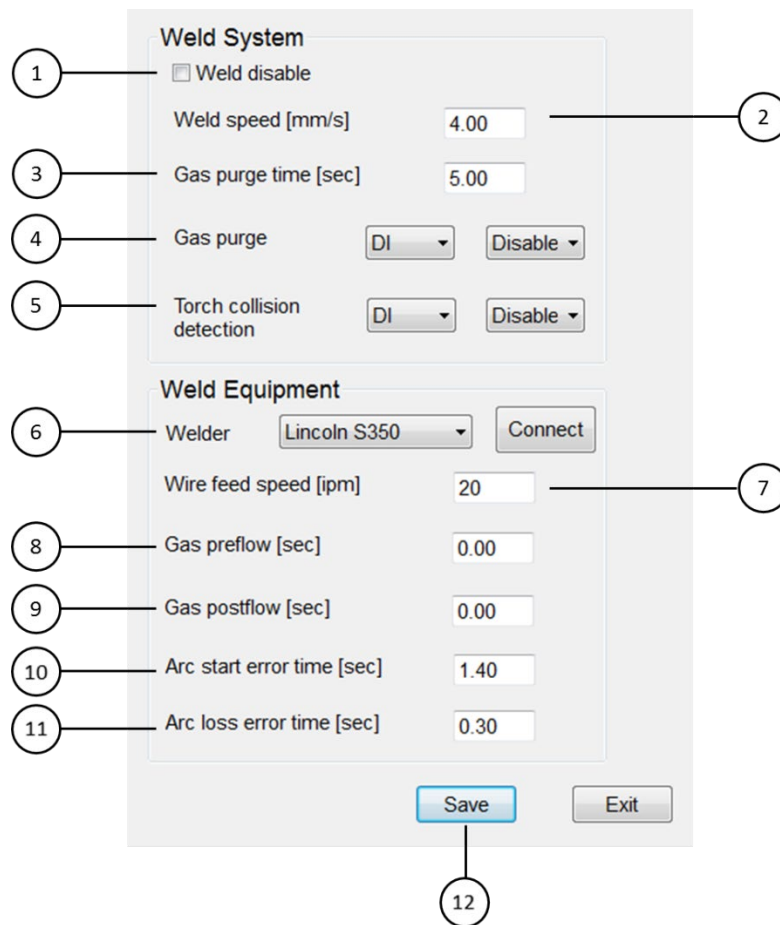 Weld System
1
Weld disable
Weld speed [mm/s]
4.00
2
3
Gas purge time [sec]
5.00
4
Gas purge
DI
Disable
5
Torch collision
detection
DI
Disable
Weld Equipment
6
Welder
Lincoln S350
Connect
Wire feed speed [ipm]
20
7
8
Gas preflow [sec]
0.00
9
Gas postflow [sec]
0.00
10
Arc start error time [sec]
1.40
11
Arc loss error time [sec]
0.30
Save
Exit
12